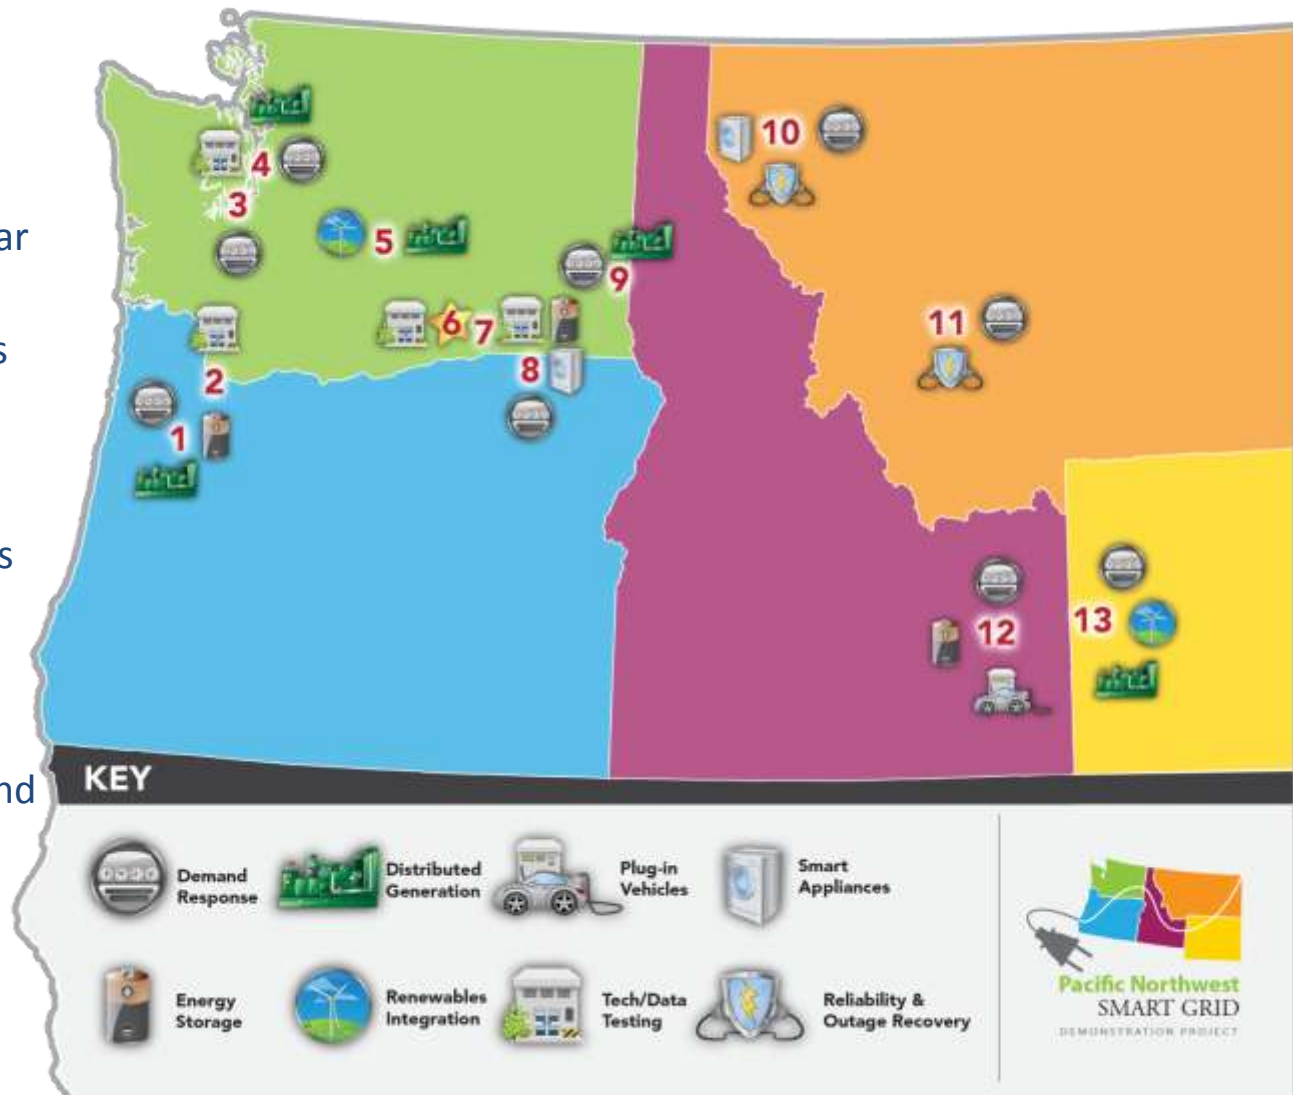 ar
s
s
nd
4
3
5
6
7
9
8
2
1
10
11
12
13
KEY
Demand
Response
Distributed
Generation
Plug-in
Vehicles
Smart
Appliances
Energy
Storage
Renewables
Integration
Tech/Data
Testing
Reliability &
Outage Recovery
Pacific Northwest
SMART GRID
DEMONSTRATION PROJECT